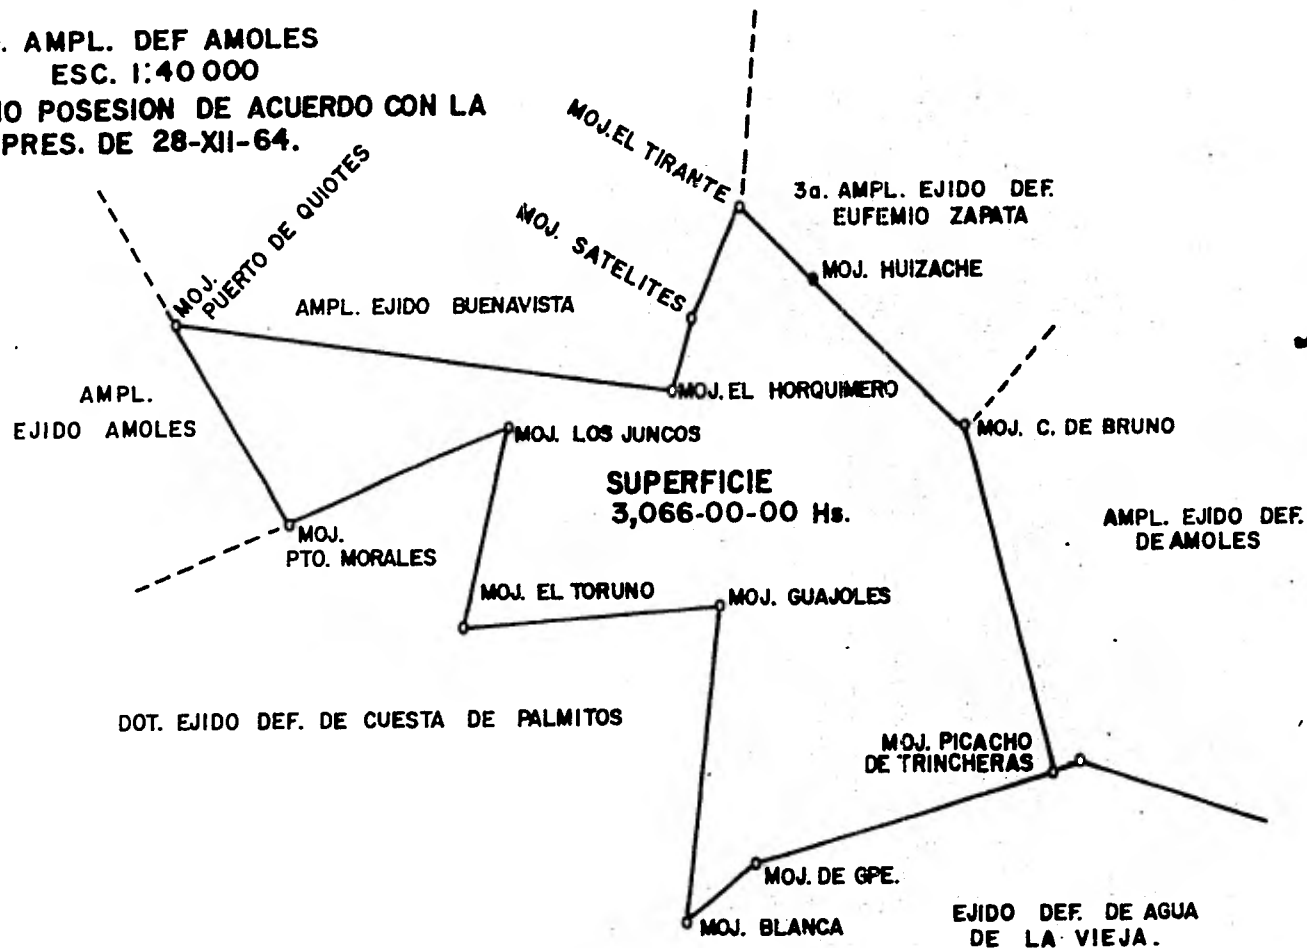 . AMPL. DEF AMOLES
ESC. 1:40 000
POSESION DE ACUERDO CON LA
PRES. DE 28-XII-64.
MOJ. EL TIRANTE
MOJ.
PUERTO DE QUIOTES
MOJ. SATELITES
3a. AMPL. EJIDO DEF.
EUFEMIO ZAPATA
MOJ. HUIZACHE
AMPL. EJIDO BUENAVISTA
AMPL.
EJIDO AMOLES
MOJ. EL HORQUIMERO
MOJ. LOS JUNCOS
MOJ. C. DE BRUNO
SUPERFICIE
3,066-00-00 Hs.
AMPL. EJIDO DEF.
DE AMOLES
MOJ.
PTO. MORALES
MOJ. EL TORUNO
MOJ. GUAJOLES
DOT. EJIDO DEF. DE CUESTA DE PALMITOS
MOJ. PICACHO
DE TRINCHERAS
MOJ. DE GPE.
MOJ. BLANCA
EJIDO DEF. DE AGUA
DE LA VIEJA.